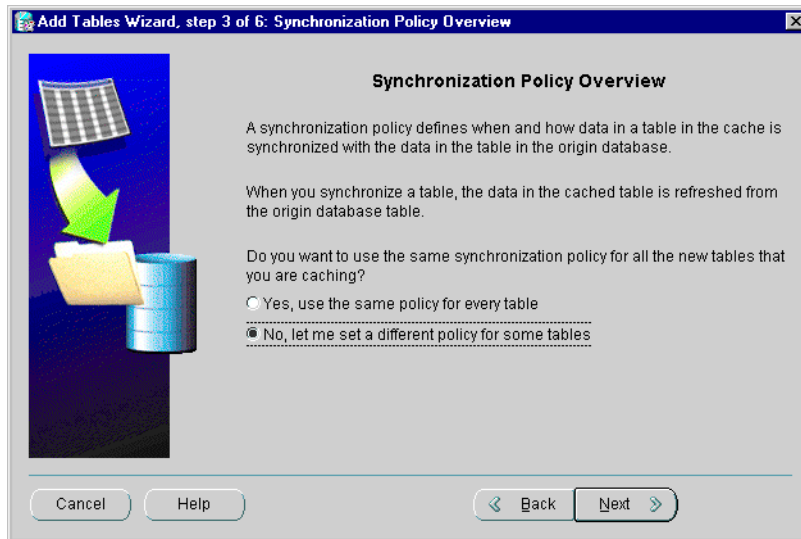 Add Tables Wizard, step 3 of 6: Synchronization Policy Overview
Synchronization Policy Overview
A synchronization policy defines when and how data in a table in the cache is
synchronized with the data in the table in the origin database.
When you synchronize a table, the data in the cached table is refreshed from
the origin database table.
Do you want to use the same synchronization policy for all the new tables that
you are caching?
Yes, use the same policy for every table
No, let me set a different policy for some tables
Cancel
Help
Back
Next